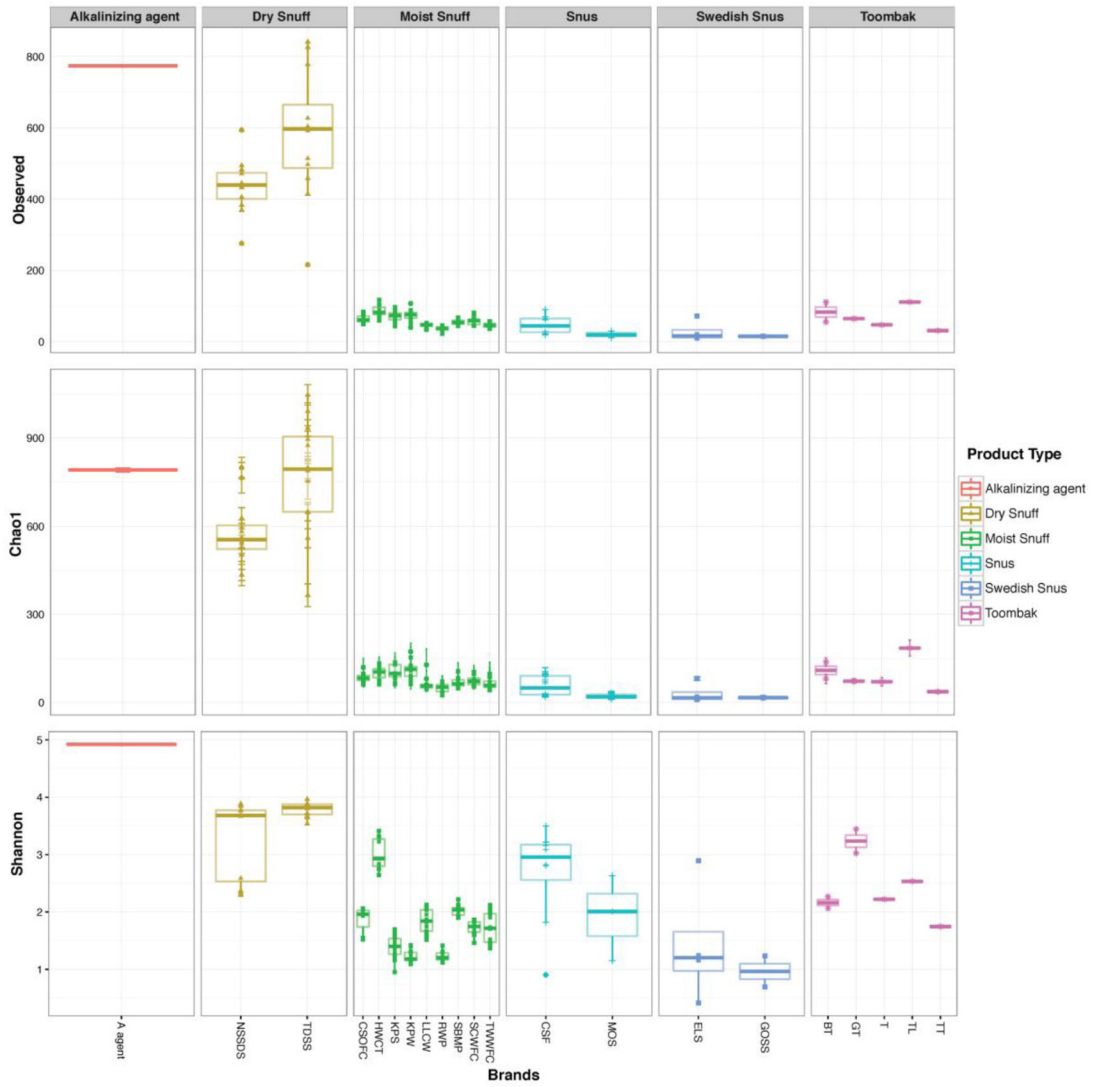 Alkalinizing agent Dry Snuff Moist Snuff Snus Swedish Snus Toombak
Observed
800
600
400
200
0
Chao1
900
600
300
0
Shannon
5
4
3
2
1
A agent NSSDS TDSS CSOFC HWCT KPS KPW LLCW RWP SBMP SCWFC TWWFC CSF MOS ELS GOSS BT GT T TL TT
Brands
Product Type
Alkalinizing agent
Dry Snuff
Moist Snuff
Snus
Swedish Snus
Toombak